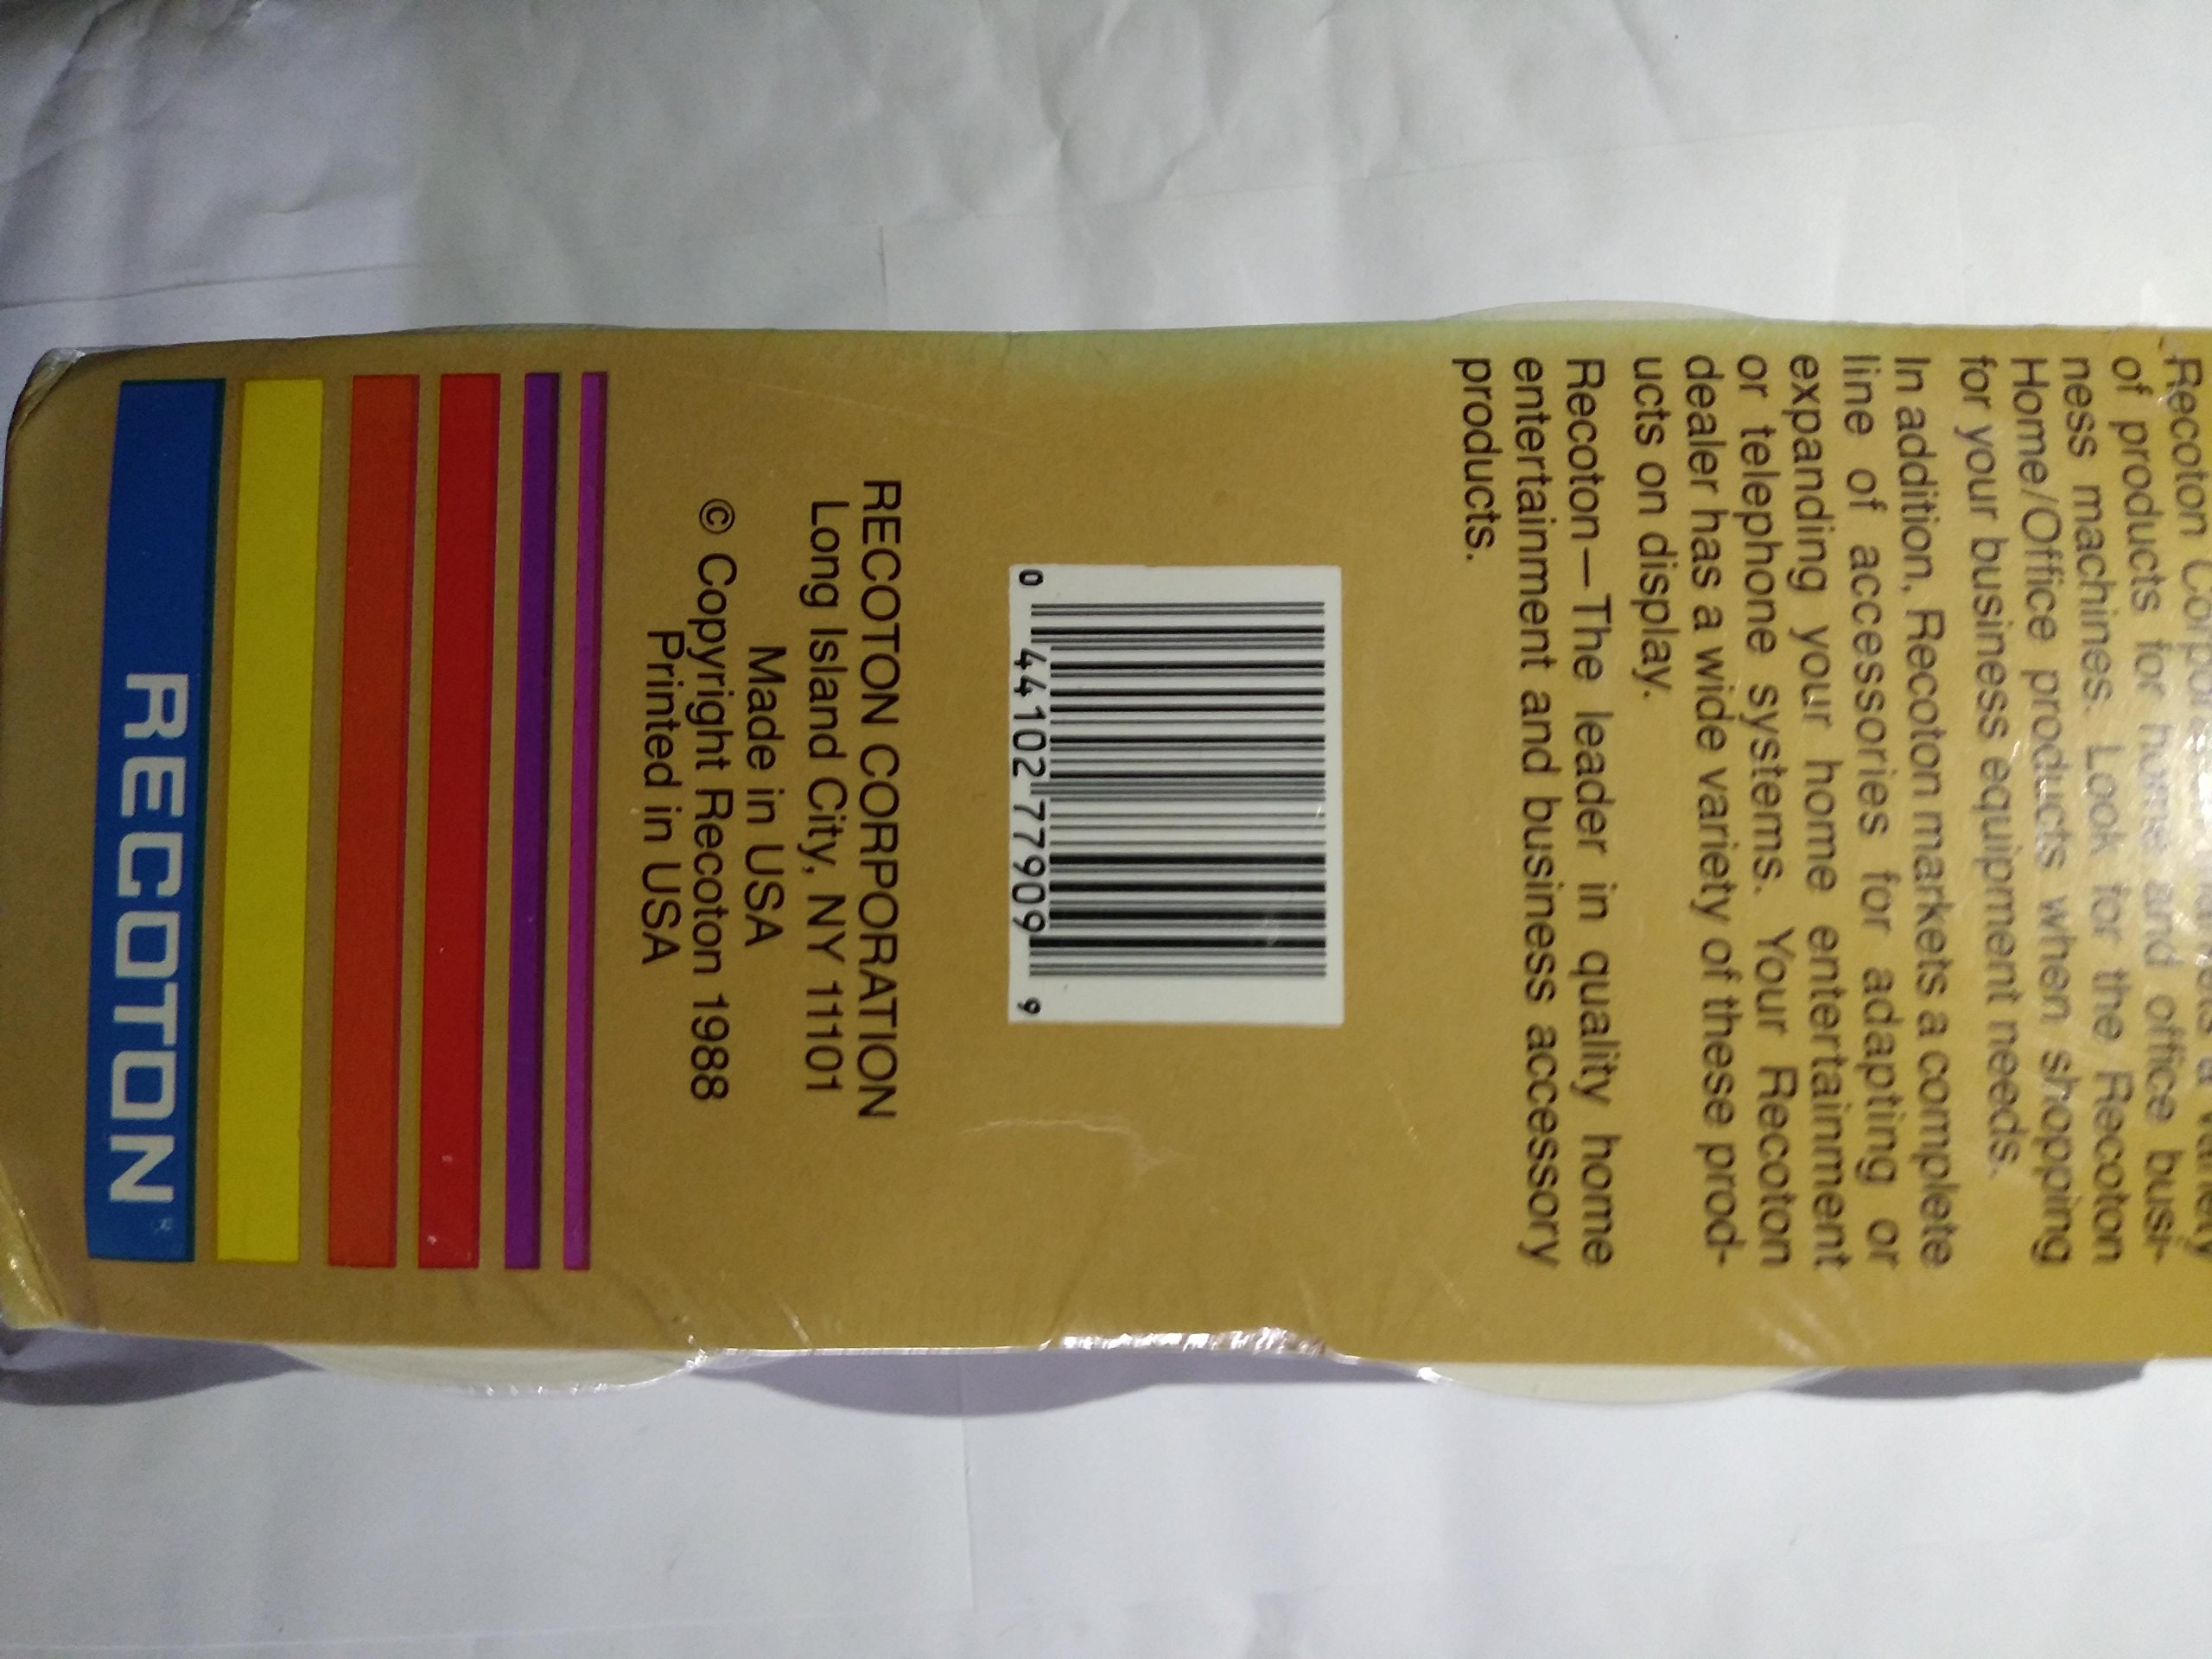 Recoton
of products for home and office busi-
ness machines. Look for the Recoton
Home/Office products when shopping
for your business equipment needs.
In addition, Recoton markets a complete
line of accessories for adapting or
expanding your home entertainment
or telephone systems. Your Recoton
dealer has a wide variety of these prod-
ucts on display.
Recoton—The leader in quality home
entertainment and business accessory
products.
0 44102 77909 9
RECOTON CORPORATION
Long Island City, NY 11101
Made in USA
© Copyright Recoton 1988
Printed in USA
RECOTON®